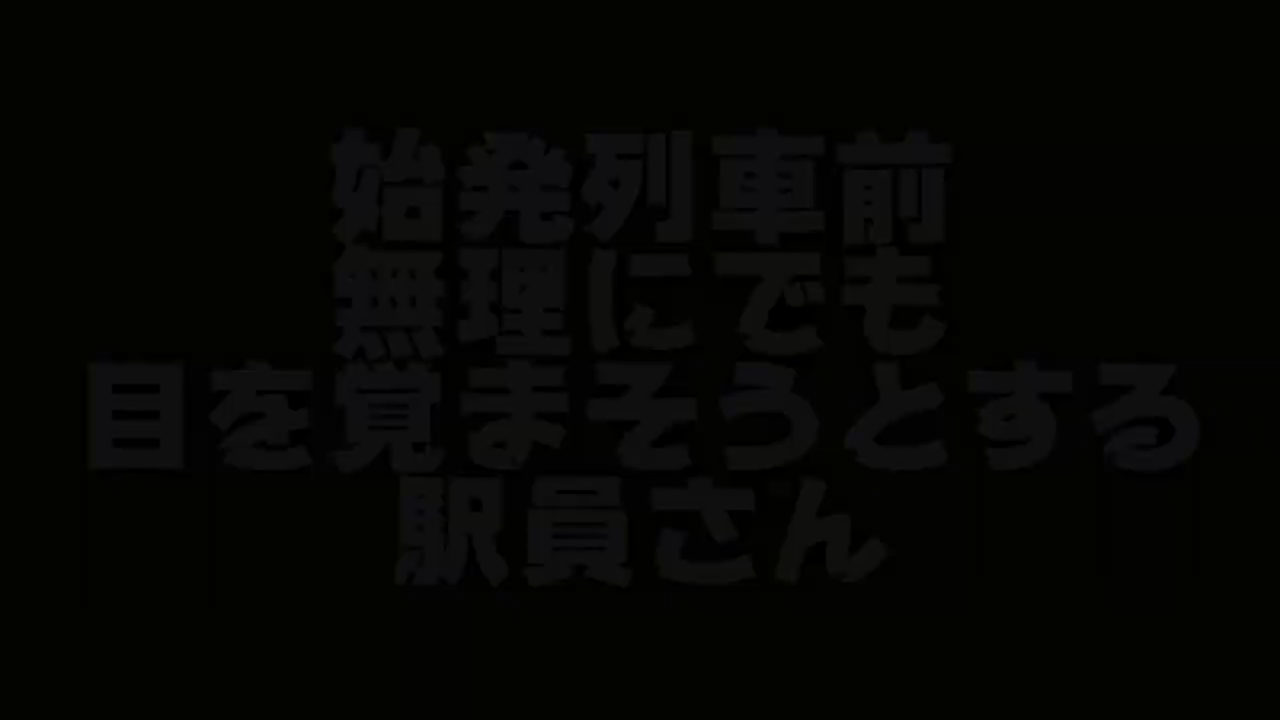 始発列車前
無理にでも
目を覚まそうとする
駅員さん